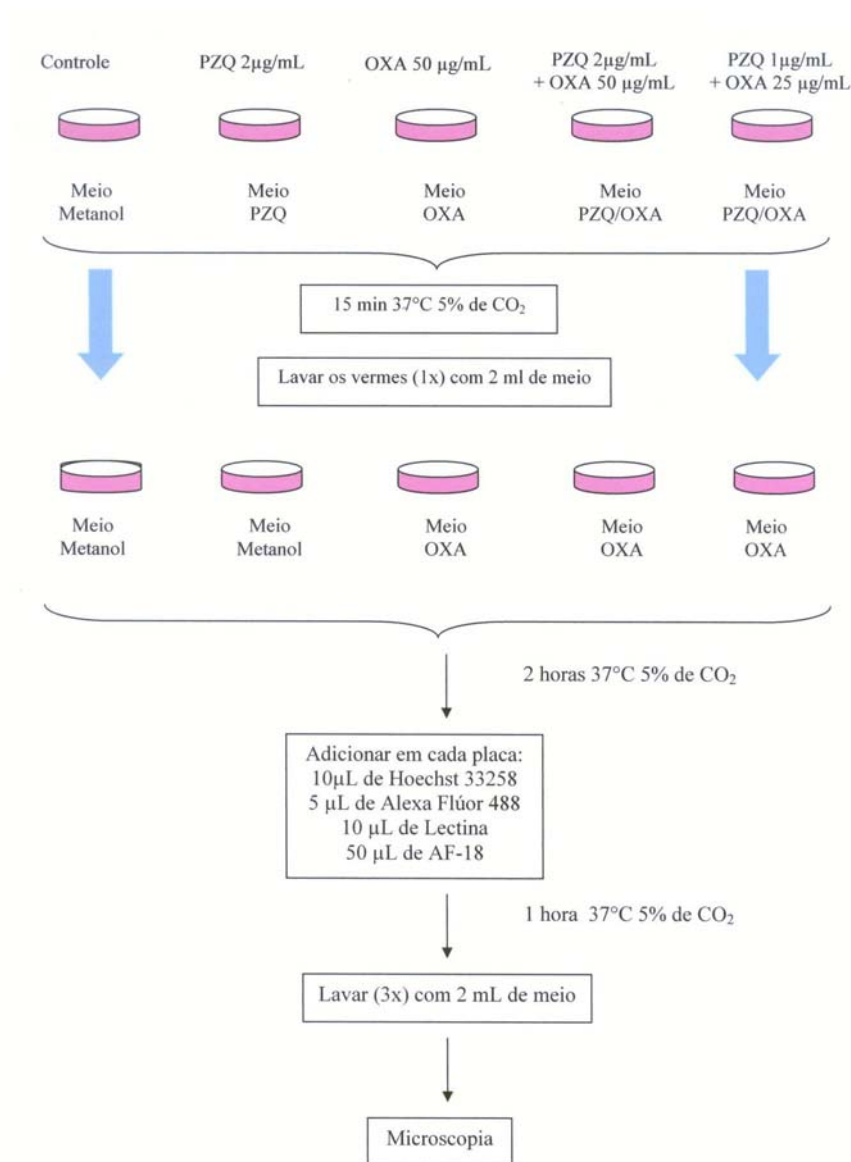 Controle
PZQ 2µg/mL
OXA 50 µg/mL
PZQ 2µg/mL
+ OXA 50 µg/mL
PZQ 1µg/mL
+ OXA 25 µg/mL
Meio
Metanol
Meio
PZQ
Meio
OXA
Meio
PZQ/OXA
Meio
PZQ/OXA
15 min 37°C 5% de CO₂
Lavar os vermes (1x) com 2 ml de meio
Meio
Metanol
Meio
Metanol
Meio
OXA
Meio
OXA
Meio
OXA
2 horas 37°C 5% de CO₂
Adicionar em cada placa:
10µL de Hoechst 33258
5 µL de Alexa Flúor 488
10 µL de Lectina
50 µL de AF-18
1 hora 37°C 5% de CO₂
Lavar (3x) com 2 mL de meio
Microscopia